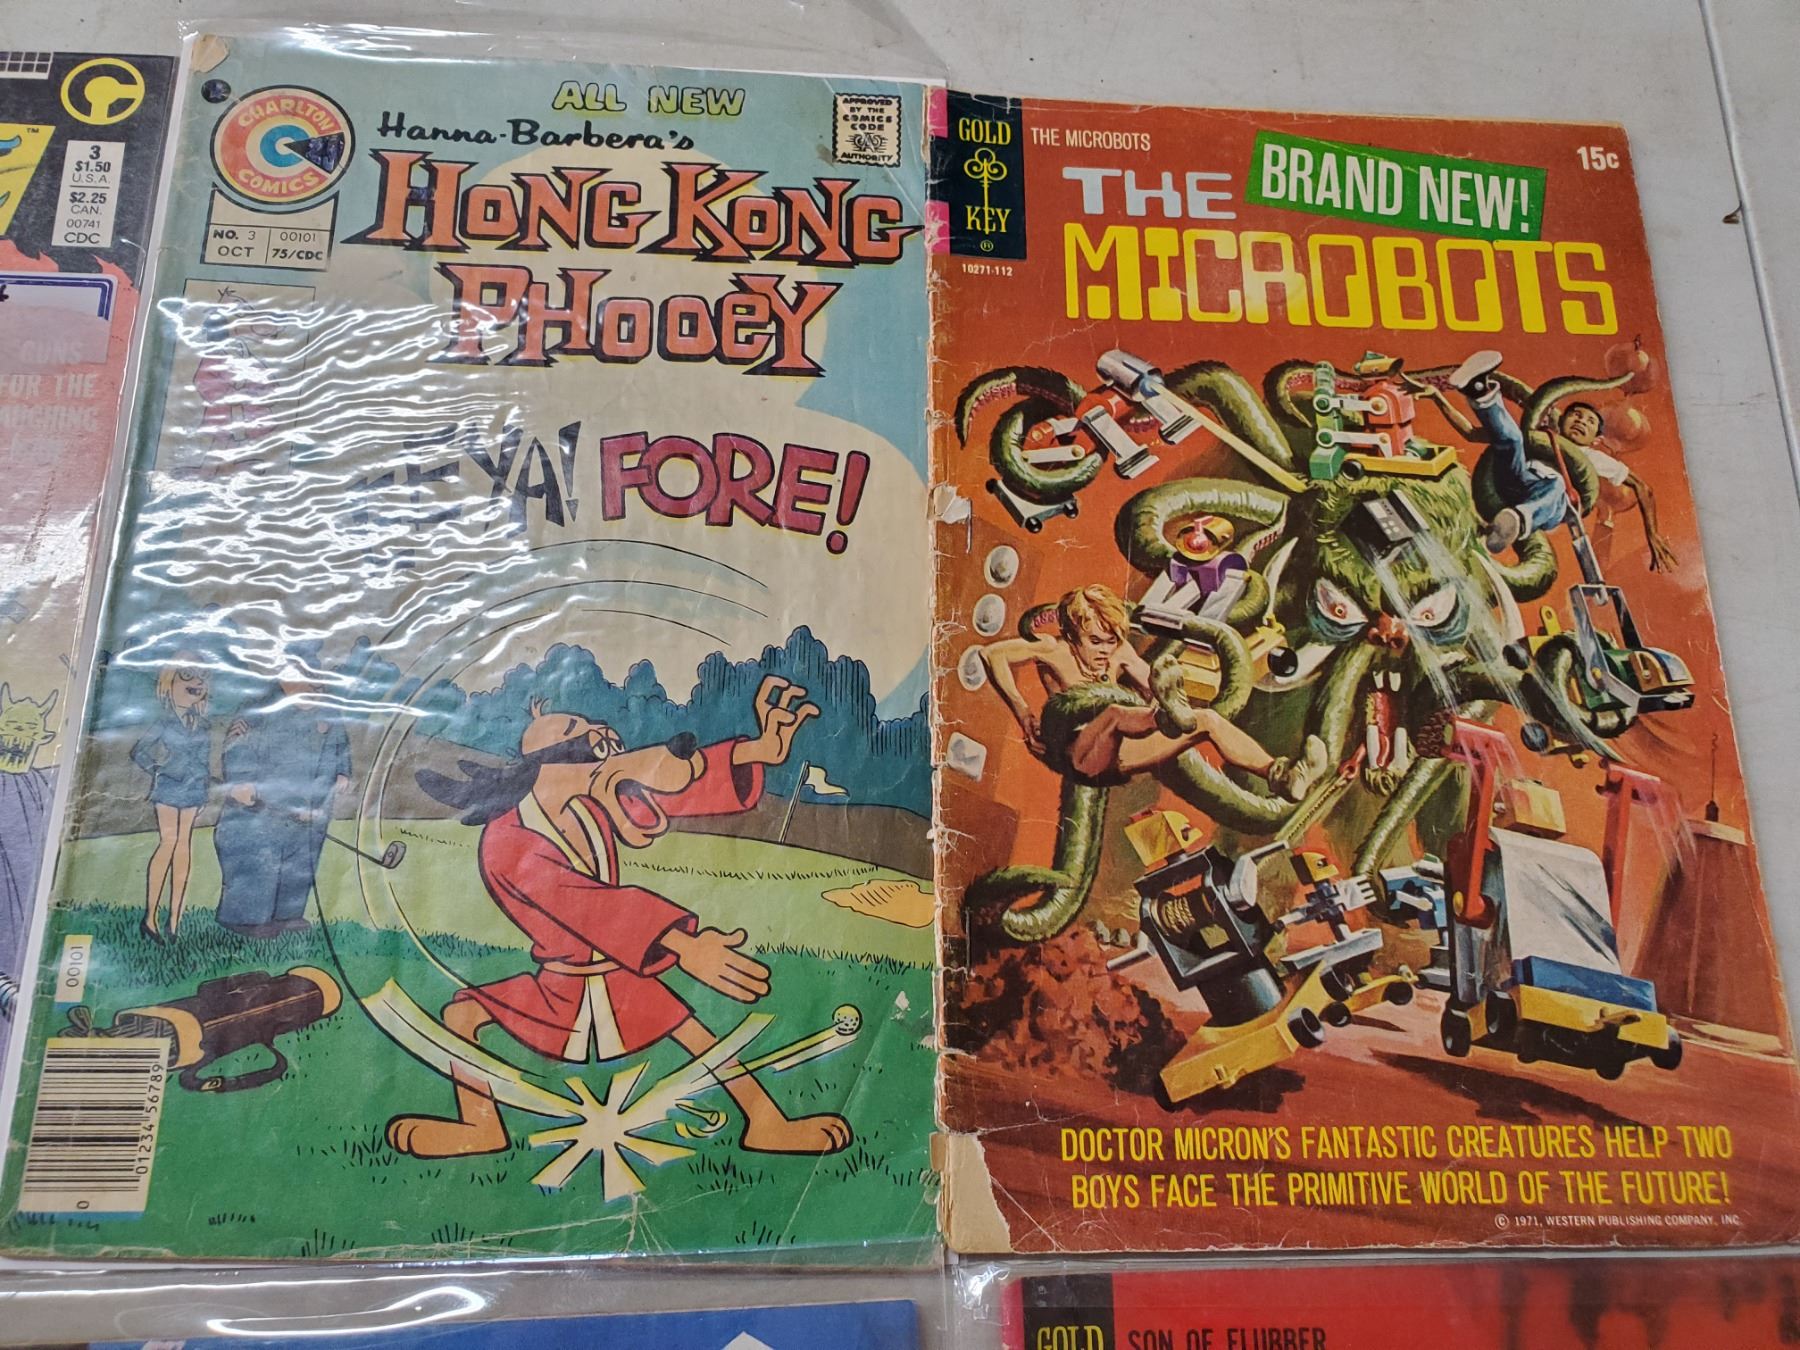 3
$1.50
U.S.A.
$2.25
CAN.
00741
CDC
GUNS
FOR THE
CHARLTON
COMICS
NO. 3
OCT
00101
75/CDC
ALL NEW
Hanna-Barbera's
HONG KONG
PHOOEY
APPROVED
BY THE
COMICS
CODE
AUTHORITY
FORE!
00101
0123456789
0
GOLD
KEY
10271-112
THE MICROBOTS
BRAND NEW!
15c
THE
MICROBOTS
DOCTOR MICRON'S FANTASTIC CREATURES HELP TWO
BOYS FACE THE PRIMITIVE WORLD OF THE FUTURE!
© 1971, WESTERN PUBLISHING COMPANY, INC.
GOLD
SON OF FLUBBER